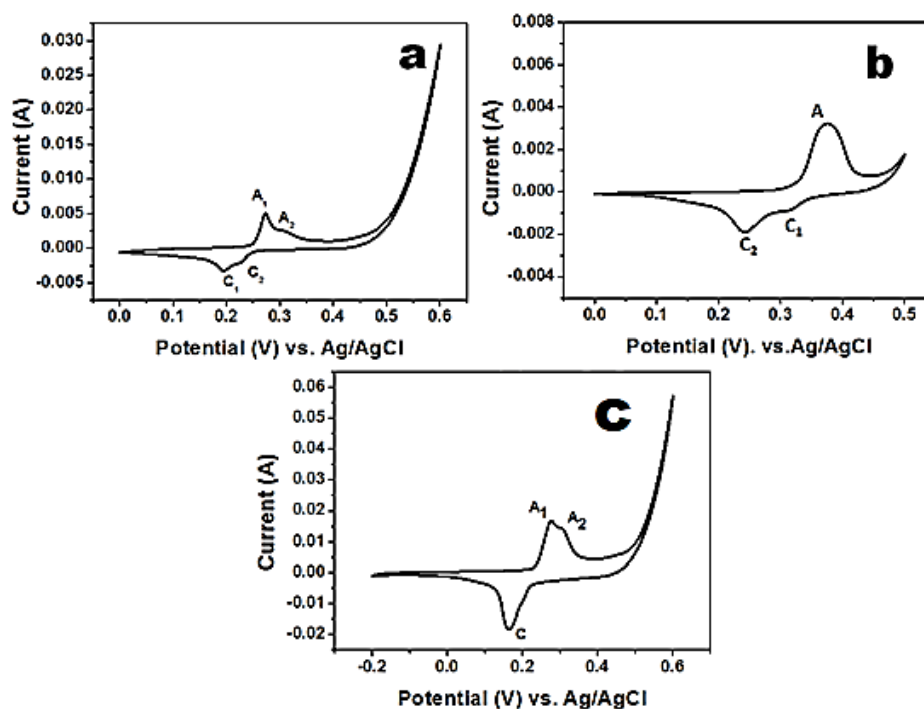 a
0.030
0.025
0.020
0.015
0.010
0.005
0.000
-0.005
Current (A)
A₁
A₂
C₁
C₂
0.0 0.1 0.2 0.3 0.4 0.5 0.6
Potential (V) vs. Ag/AgCl
b
0.008
0.006
0.004
0.002
0.000
-0.002
-0.004
Current (A)
A
C₂
C₁
0.0 0.1 0.2 0.3 0.4 0.5
Potential (V). vs.Ag/AgCl
c
0.06
0.05
0.04
0.03
0.02
0.01
0.00
-0.01
-0.02
Current (A)
A₁
A₂
C
-0.2 0.0 0.2 0.4 0.6
Potential (V) vs. Ag/AgCl